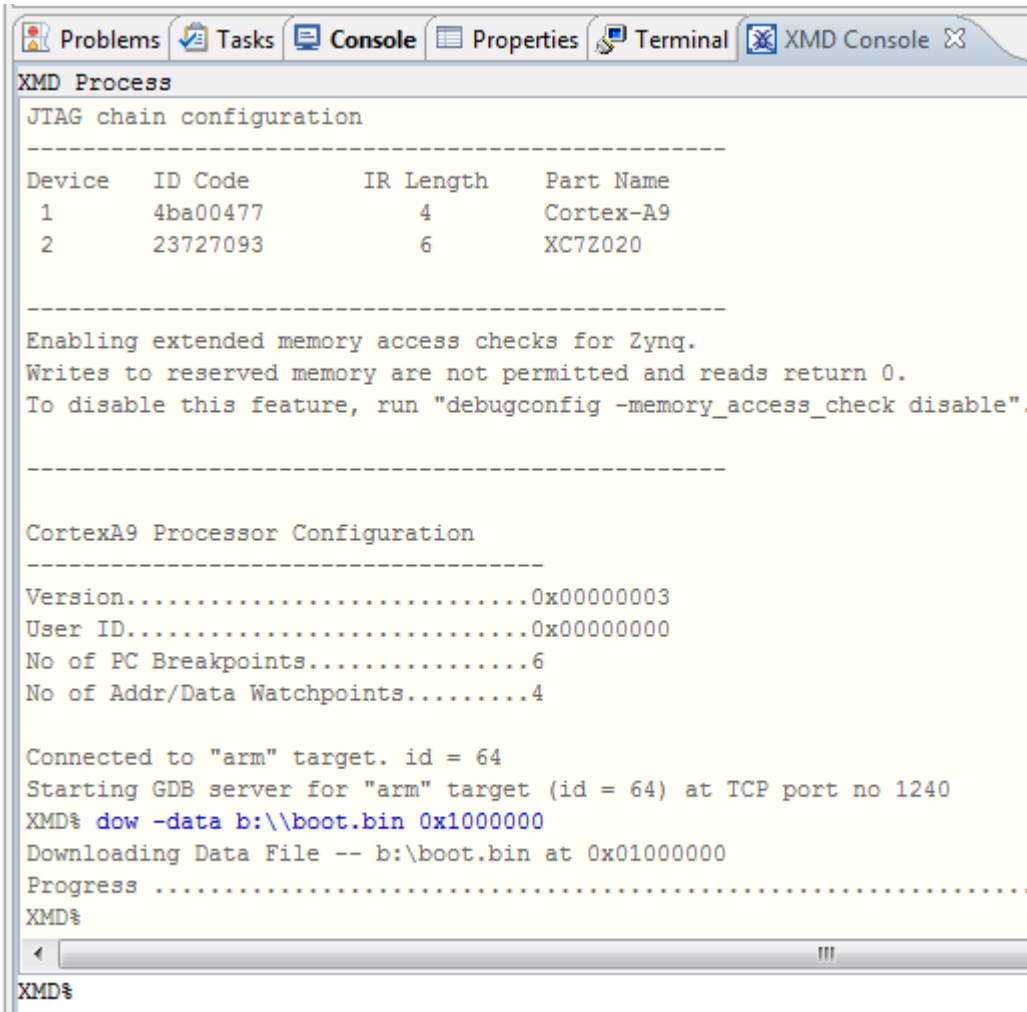 Problems Tasks Console Properties Terminal XMD Console
XMD Process
JTAG chain configuration
--------------------------------------------------
Device   ID Code        IR Length    Part Name
 1       4ba00477           4        Cortex-A9
 2       23727093           6        XC7Z020

--------------------------------------------------
Enabling extended memory access checks for Zynq.
Writes to reserved memory are not permitted and reads return 0.
To disable this feature, run "debugconfig -memory_access_check disable".

--------------------------------------------------

CortexA9 Processor Configuration
-------------------------------------
Version.............................0x00000003
User ID.............................0x00000000
No of PC Breakpoints................6
No of Addr/Data Watchpoints.........4

Connected to "arm" target. id = 64
Starting GDB server for "arm" target (id = 64) at TCP port no 1240
XMD% dow -data b:\\boot.bin 0x1000000
Downloading Data File -- b:\boot.bin at 0x01000000
Progress ..............................................................
XMD%
XMD%